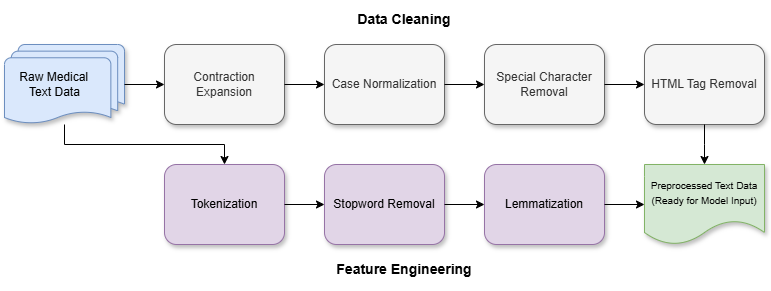 Data Cleaning
Raw Medical
Text Data
Contraction
Expansion
Case Normalization
Special Character
Removal
HTML Tag Removal
Tokenization
Stopword Removal
Lemmatization
Preprocessed Text Data
(Ready for Model Input)
Feature Engineering